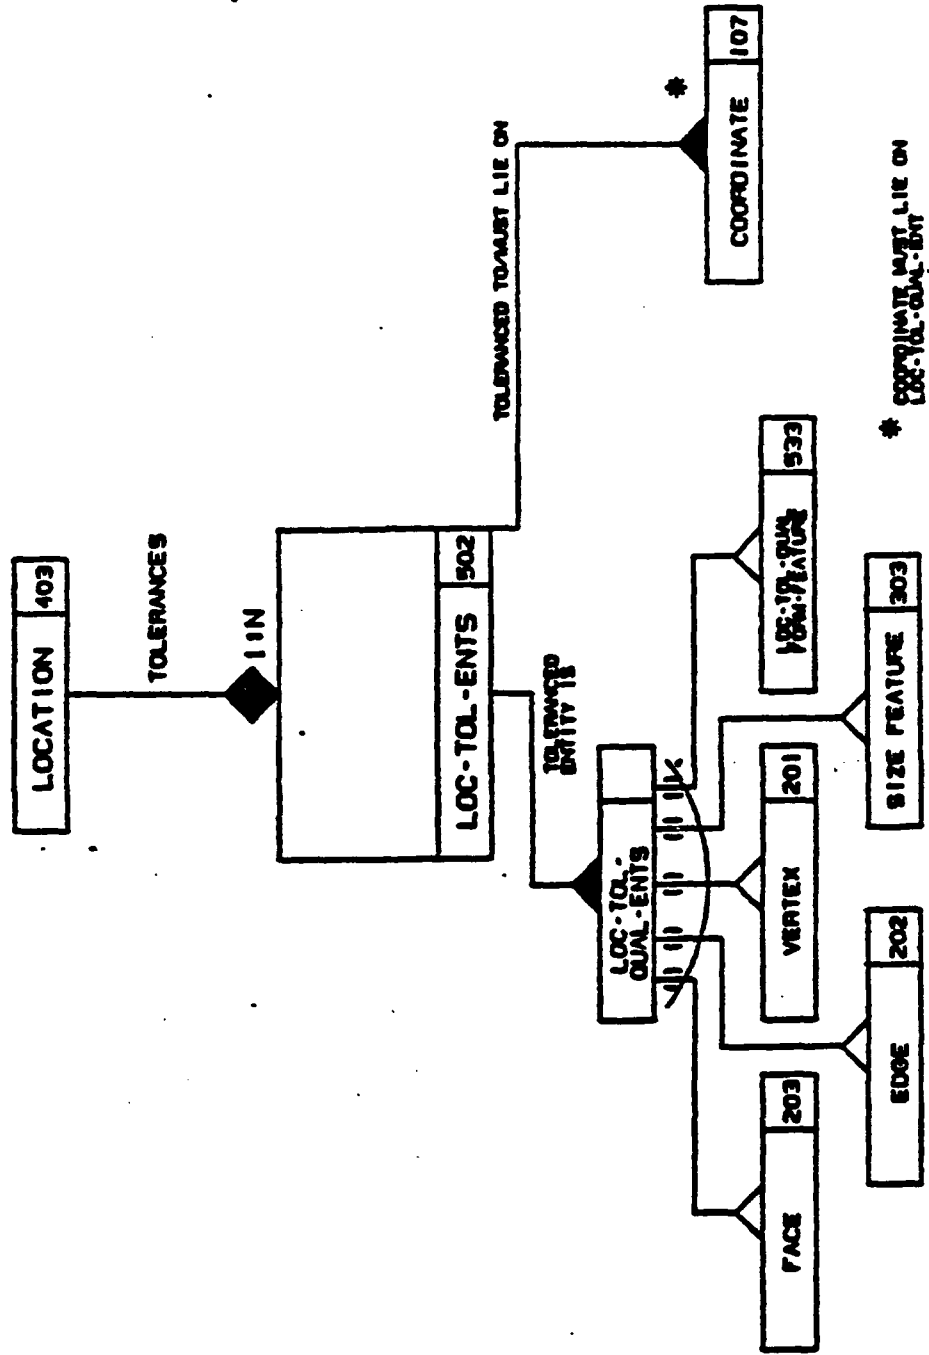 LOCATION 403
TOLERANCES
1 IN
LOC-TOL-ENTS 502
TOLERANCED
ENTITY IS
TOLERANCED TO/MUST LIE ON
LOC-TOL-
QUAL-ENTS
COORDINATE 107
*
FACE 203
VERTEX 201
LOC-TOL-QUAL
FORM-FEATURE 533
EDGE 202
SIZE FEATURE 303
* COORDINATE MUST LIE ON
LOC-TOL-QUAL-ENT